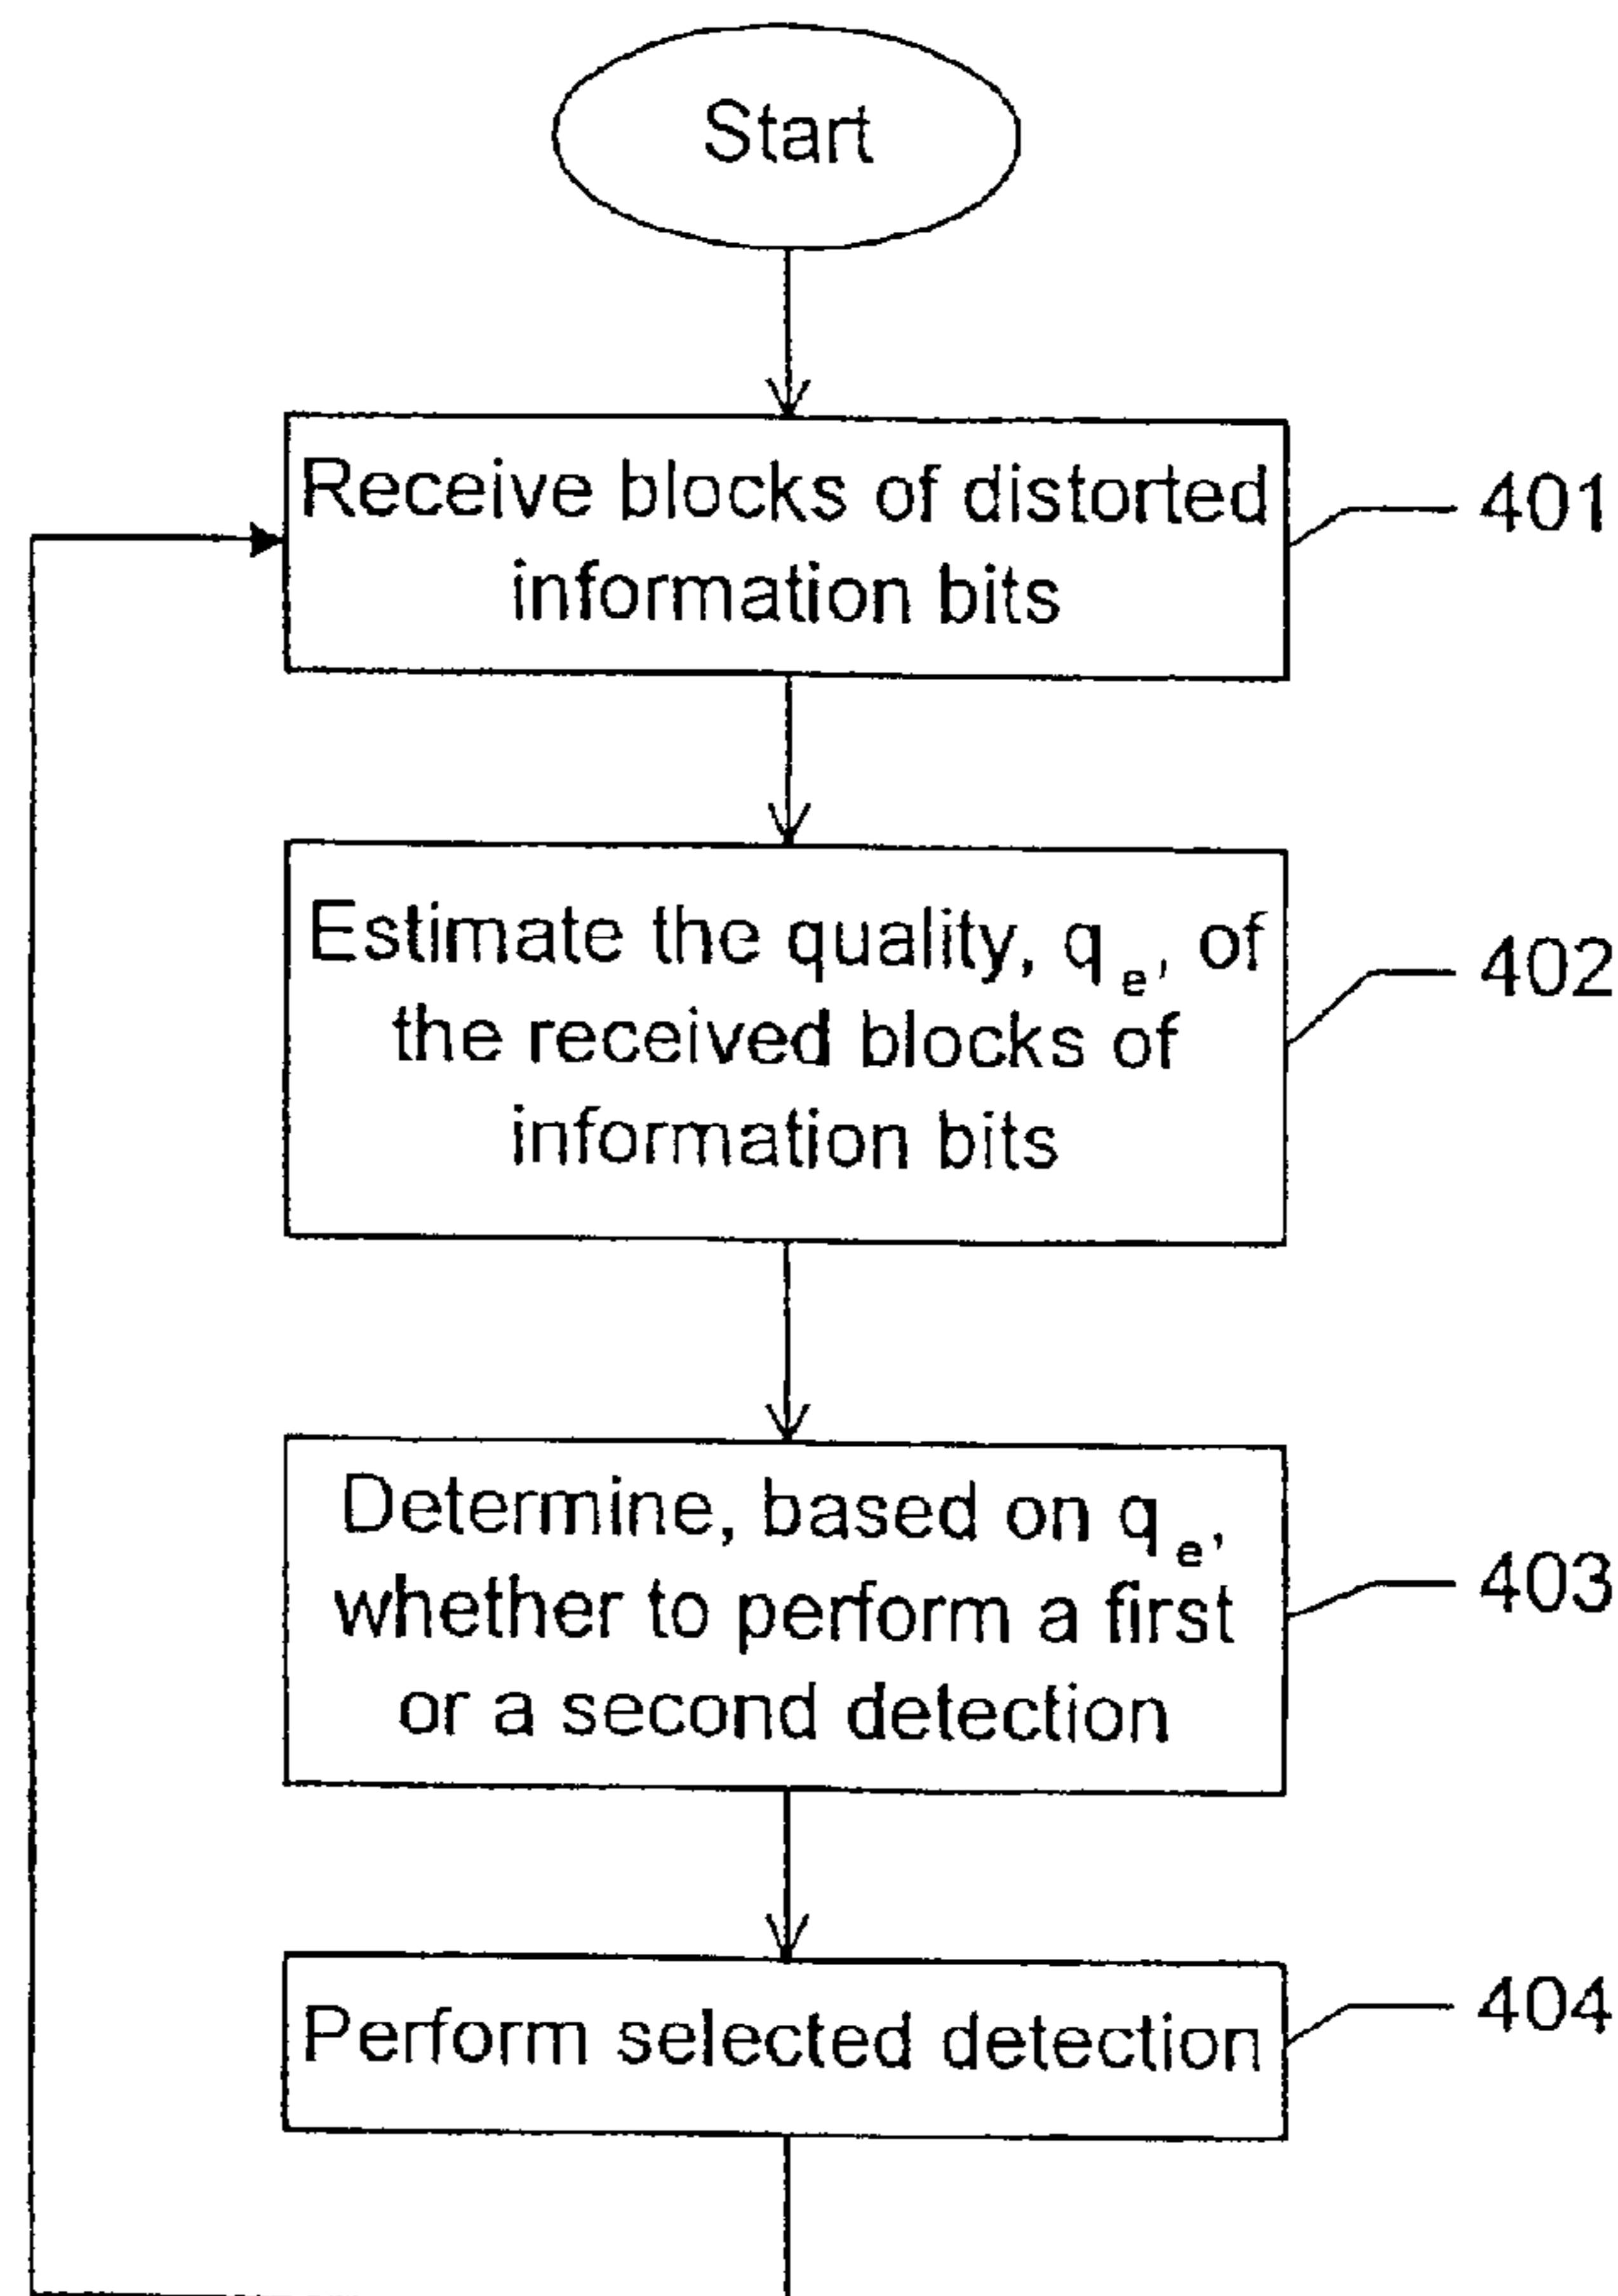 Start
Receive blocks of distorted
information bits
401
Estimate the quality, qₑ, of
the received blocks of
information bits
402
Determine, based on qₑ,
whether to perform a first
or a second detection
403
Perform selected detection
404